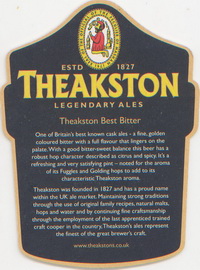 ESTD 1827
THEAKSTON
LEGENDARY ALES
Theakston Best Bitter
One of Britain's best known cask ales - a fine, golden
coloured bitter with a full flavour that lingers on the
palate. With a good bittersweet balance this beer has a
robust hop character described as citrus and spicy. It's a
refreshing and very satisfying pint - noted for the aroma
of its Fuggles and Golding hops to add to its
characteristic Theakston aroma.
Theakston was founded in 1827 and has a proud name
within the UK ale market. Maintaining strong traditions
through the use of original family recipes, natural malts,
hops and water and by continuing fine craftsmanship
through the employment of the last apprenticed trained
craft cooper in the country, Theakston's ales represent
the finest of the great brewer's craft.
www.theakstons.co.uk